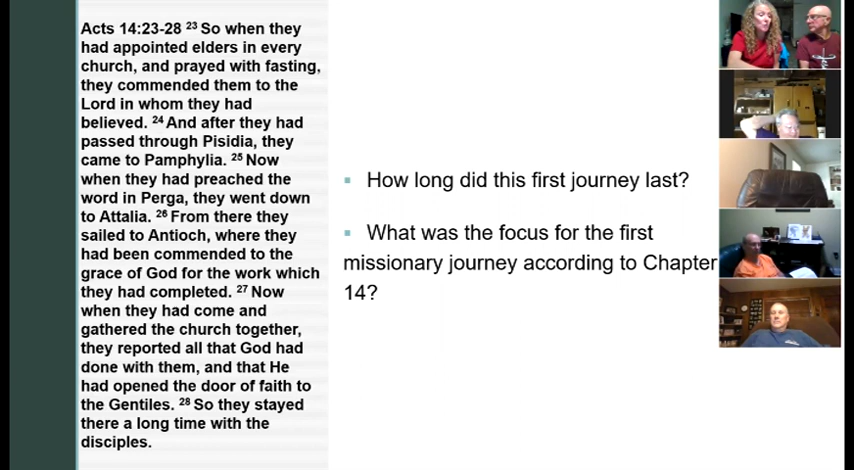 Acts 14:23-28 ²³ So when they
had appointed elders in every
church, and prayed with fasting,
they commended them to the
Lord in whom they had
believed. ²⁴ And after they had
passed through Pisidia, they
came to Pamphylia. ²⁵ Now
when they had preached the
word in Perga, they went down
to Attalia. ²⁶ From there they
sailed to Antioch, where they
had been commended to the
grace of God for the work which
they had completed. ²⁷ Now
when they had come and
gathered the church together,
they reported all that God had
done with them, and that He
had opened the door of faith to
the Gentiles. ²⁸ So they stayed
there a long time with the
disciples.
▪ How long did this first journey last?
▪ What was the focus for the first
missionary journey according to Chapter
14?